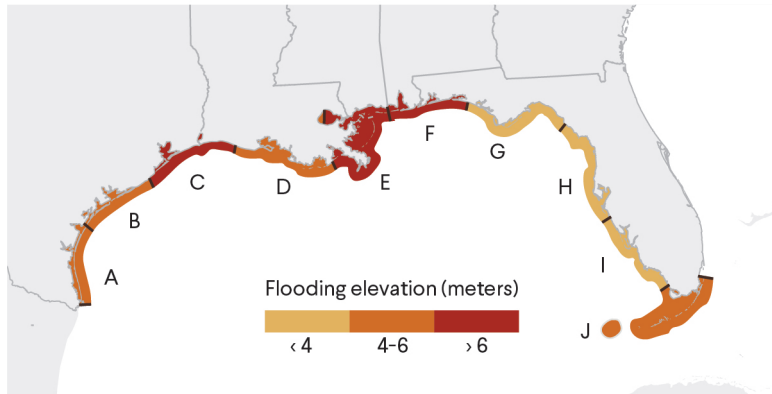 F
G
C
D
E
H
B
A
I
Flooding elevation (meters)
< 4 4–6 > 6
J